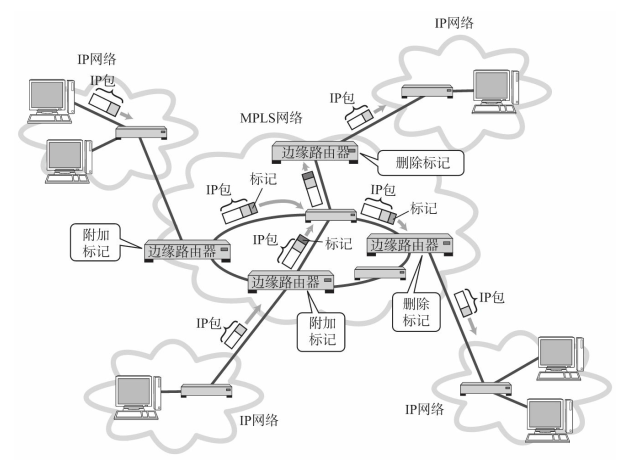 IP网络
IP网络
IP包
IP包
MPLS网络
边缘路由器
删除标记
IP包
标记
IP包
标记
附加
标记
边缘路由器
IP包
标记
边缘路由器
边缘路由器
删除
标记
附加
标记
IP包
IP包
IP网络
IP网络